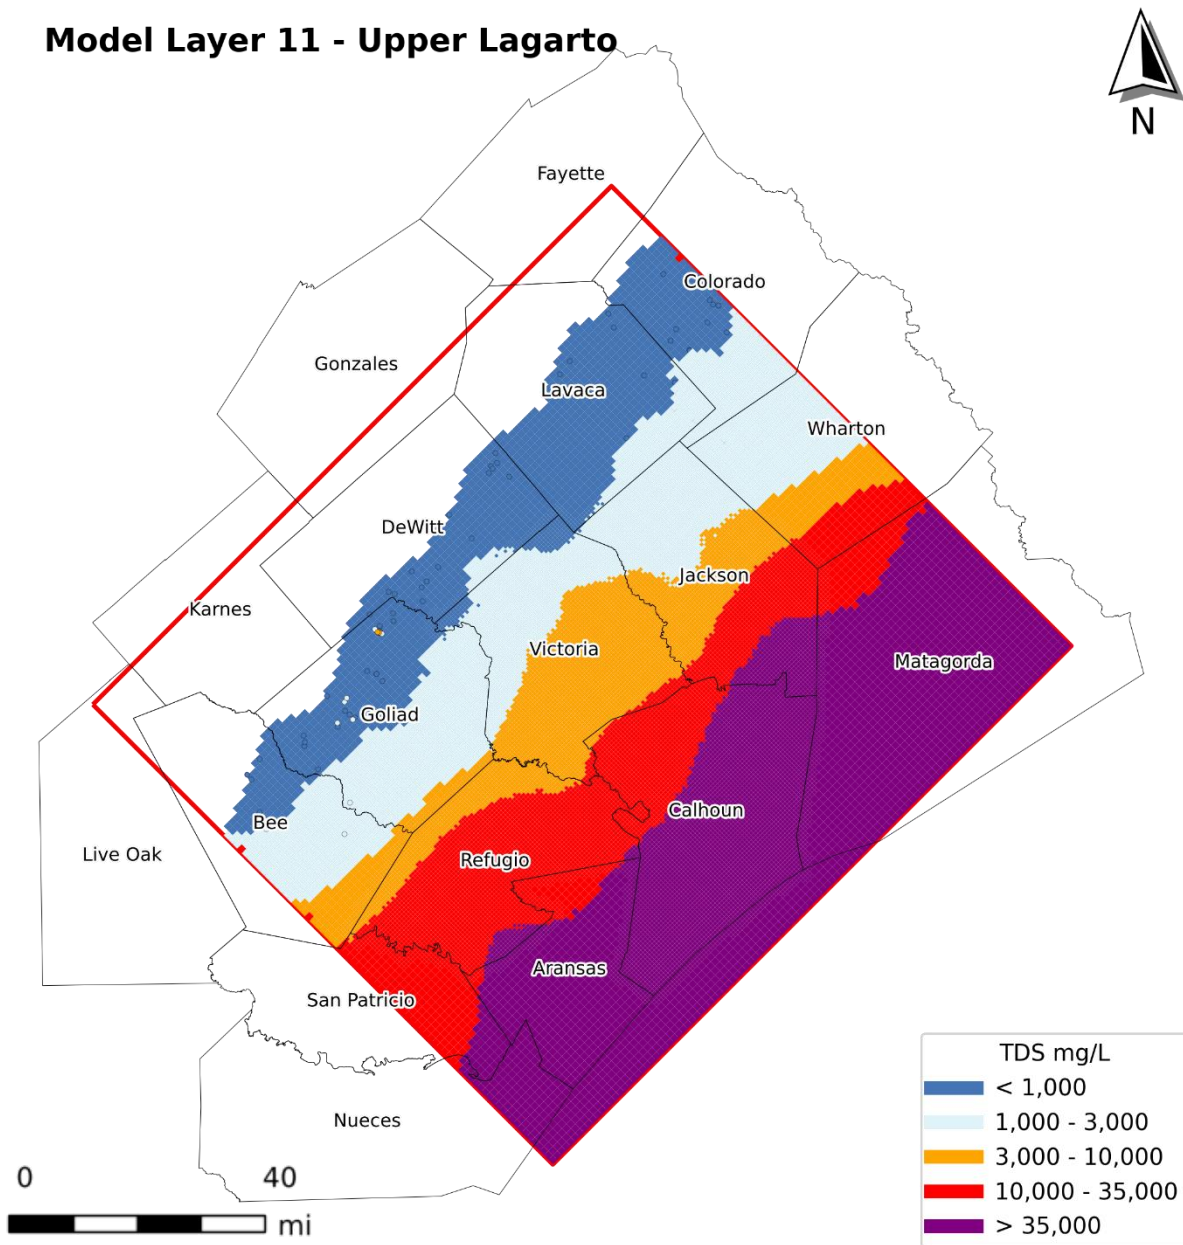 Model Layer 11 - Upper Lagarto
N
Fayette
Colorado
Gonzales
Lavaca
Wharton
DeWitt
Jackson
Karnes
Victoria
Matagorda
Goliad
Calhoun
Bee
Live Oak
Refugio
Aransas
San Patricio
Nueces
TDS mg/L
< 1,000
1,000 - 3,000
3,000 - 10,000
10,000 - 35,000
> 35,000
0 40
mi